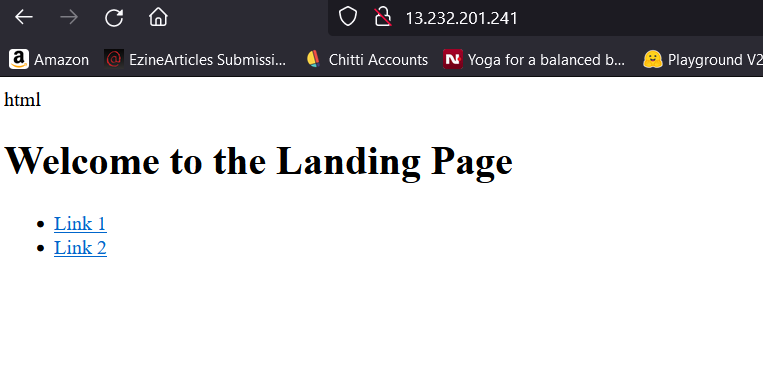 13.232.201.241
Amazon EzineArticles Submissi... Chitti Accounts Yoga for a balanced b... Playground V2
html
Welcome to the Landing Page
Link 1
Link 2